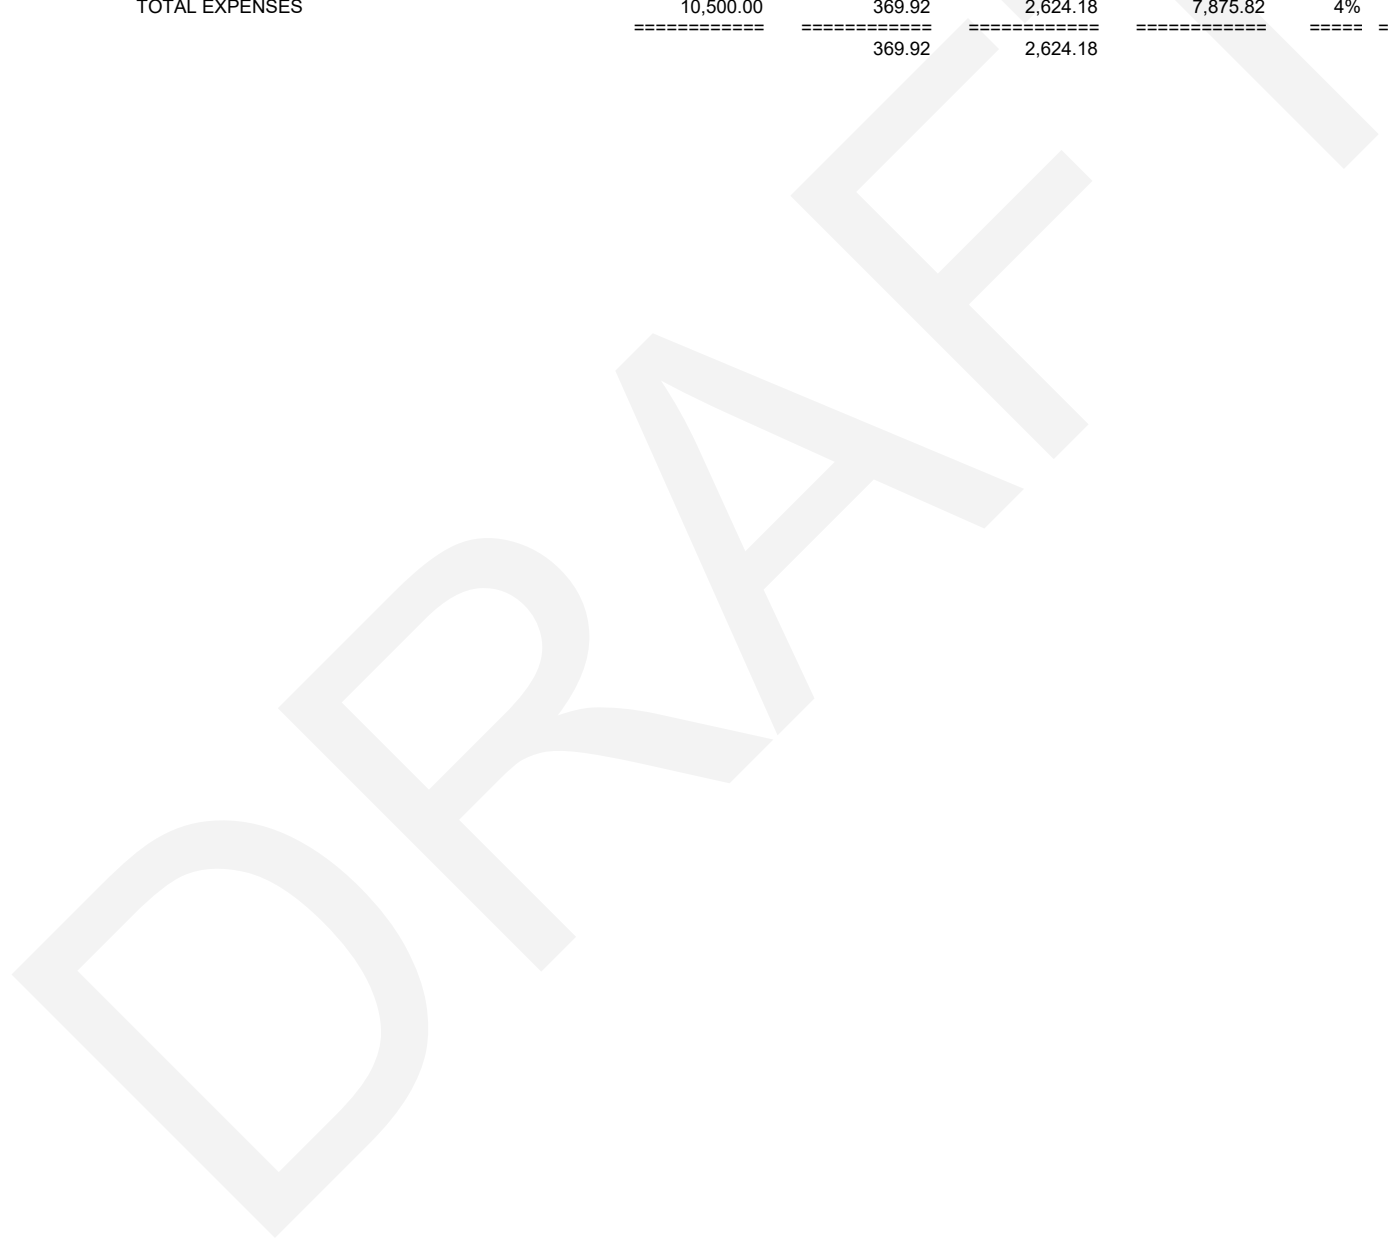 TOTAL EXPENSES 10,500.00 369.92 2,624.18 7,875.82 4%
============ ============ ============ ============ ===== =
369.92 2,624.18
DRAFT